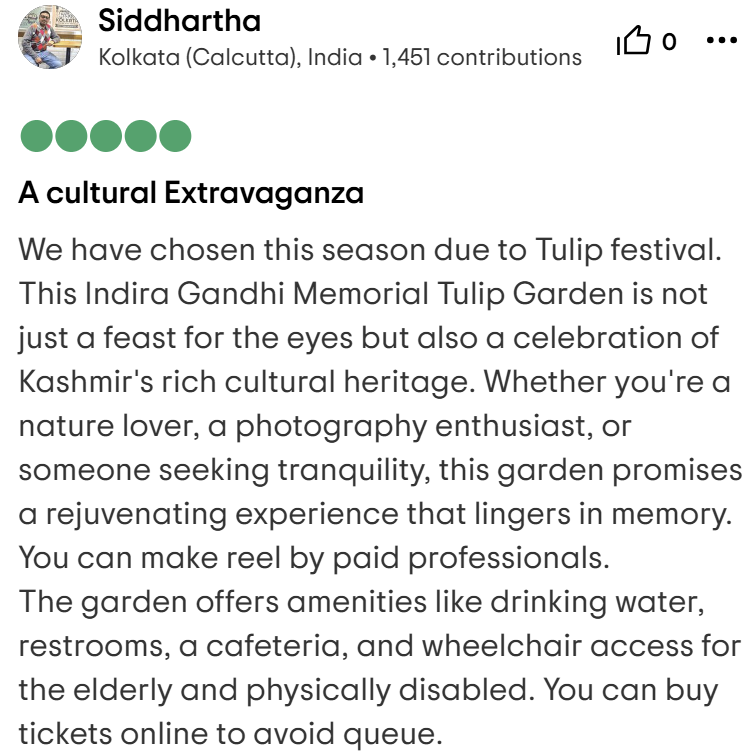 Siddhartha
Kolkata (Calcutta), India • 1,451 contributions
0
A cultural Extravaganza
We have chosen this season due to Tulip festival.
This Indira Gandhi Memorial Tulip Garden is not
just a feast for the eyes but also a celebration of
Kashmir's rich cultural heritage. Whether you're a
nature lover, a photography enthusiast, or
someone seeking tranquility, this garden promises
a rejuvenating experience that lingers in memory.
You can make reel by paid professionals.
The garden offers amenities like drinking water,
restrooms, a cafeteria, and wheelchair access for
the elderly and physically disabled. You can buy
tickets online to avoid queue.